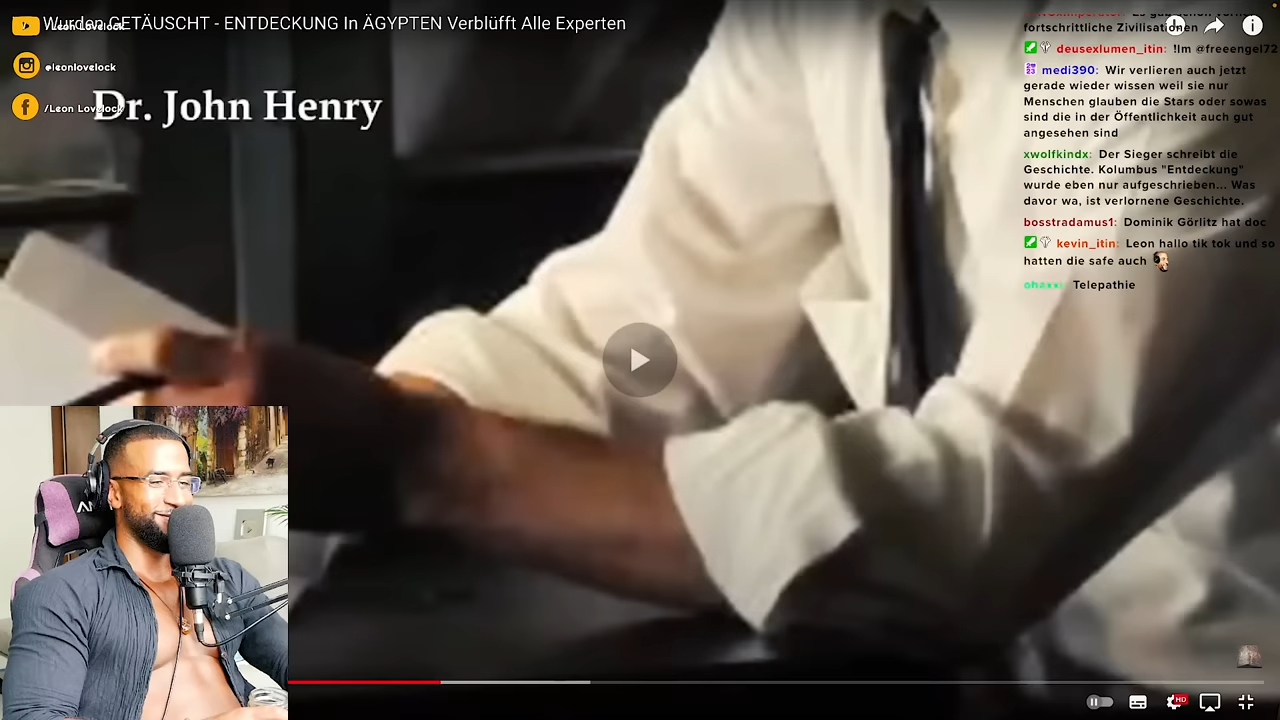 Wurden GETÄUSCHT - ENTDECKUNG In ÄGYPTEN Verblüfft Alle Experten
/Leon Lovelock
@leonlovelock
/Leon Lovelock
Dr. John Henry
fortschrittliche Zivilisationen
deusexlumen_itin: !lm @freeengel72
medi390: Wir verlieren auch jetzt
gerade wieder wissen weil sie nur
Menschen glauben die Stars oder sowas
sind die in der Öffentlichkeit auch gut
angesehen sind
xwolfkindx: Der Sieger schreibt die
Geschichte. Kolumbus "Entdeckung"
wurde eben nur aufgeschrieben... Was
davor wa, ist verlornene Geschichte.
bosstradamus1: Dominik Görlitz hat doc
kevin_itin: Leon hallo tik tok und so
hatten die safe auch
Telepathie
HD